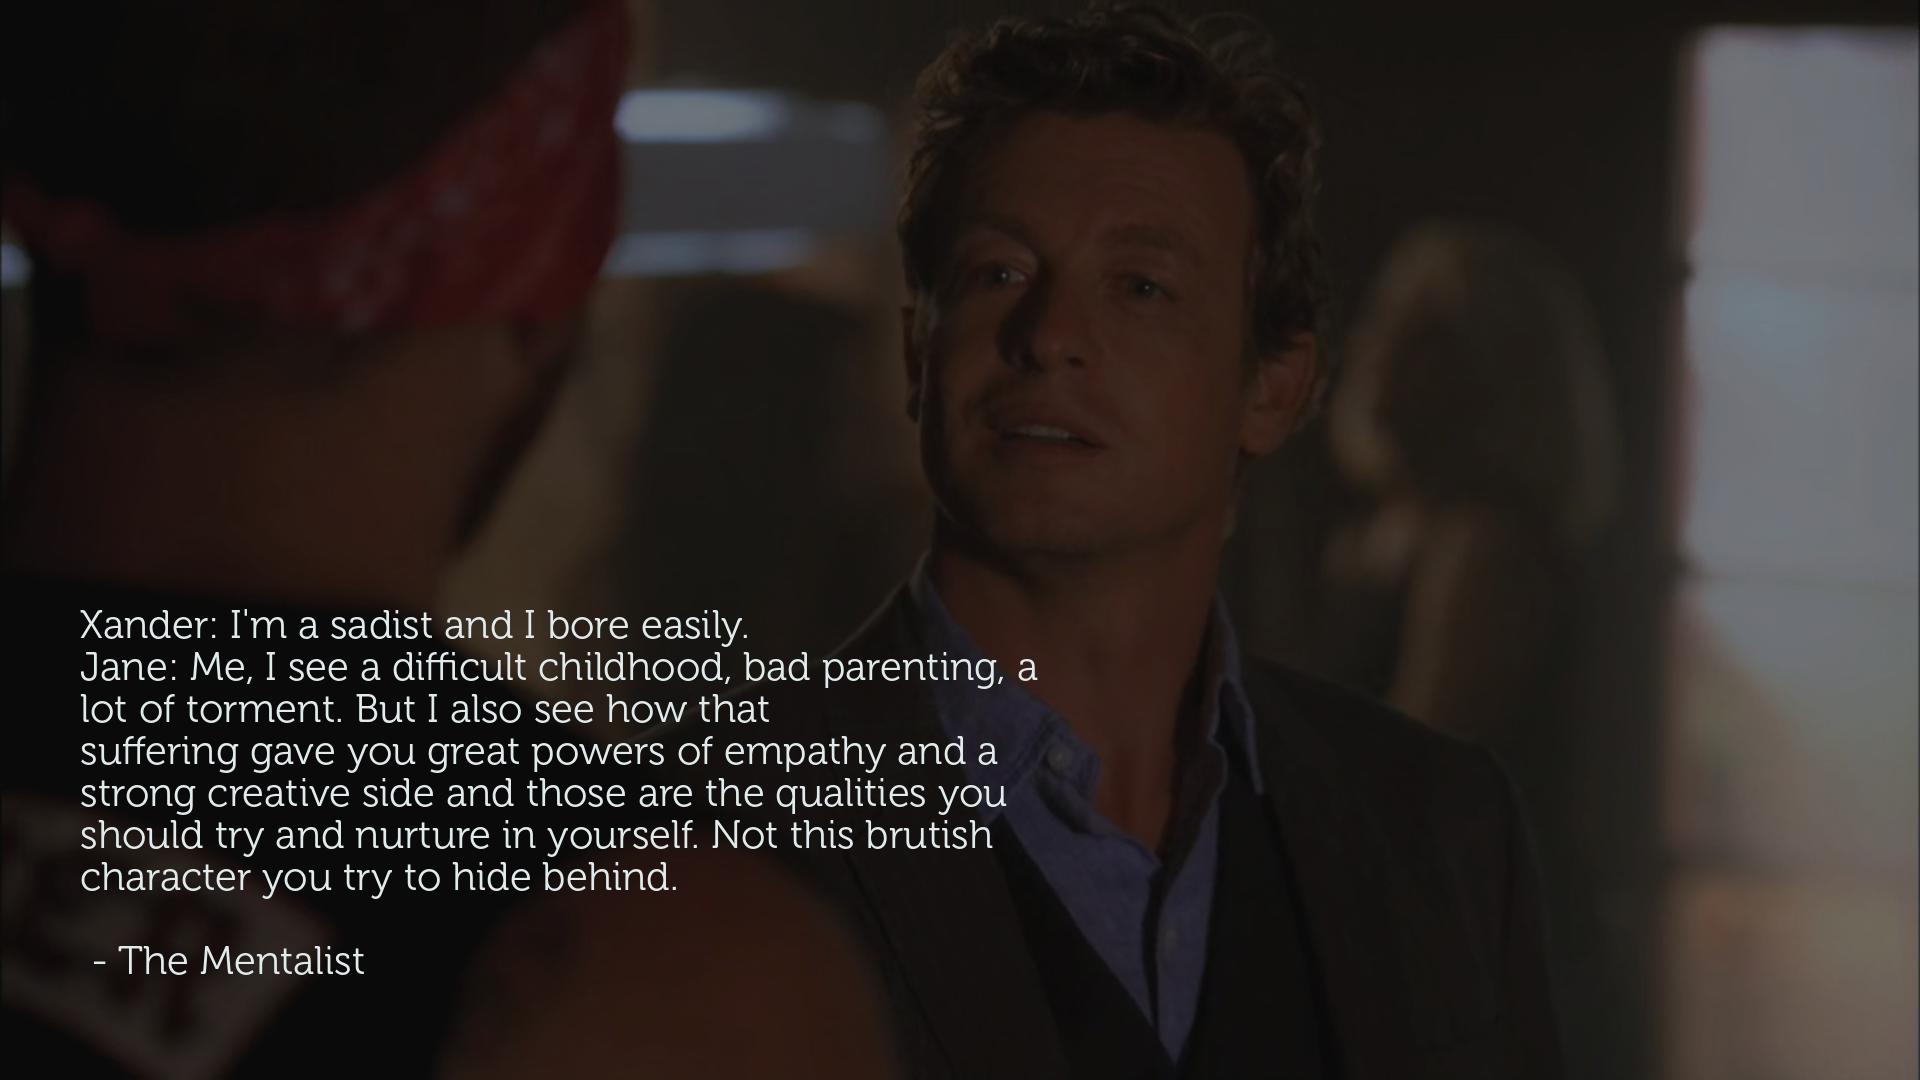 Xander: I'm a sadist and I bore easily.
Jane: Me, I see a difficult childhood, bad parenting, a
lot of torment. But I also see how that
suffering gave you great powers of empathy and a
strong creative side and those are the qualities you
should try and nurture in yourself. Not this brutish
character you try to hide behind.
- The Mentalist